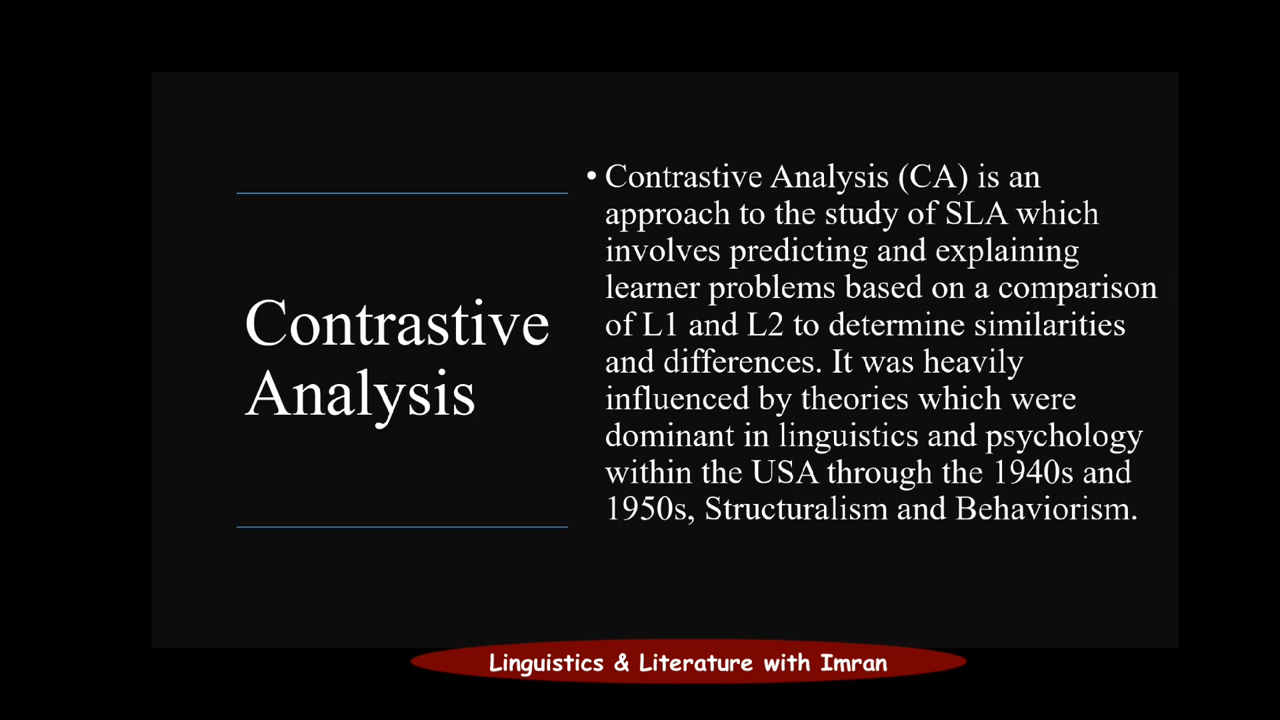 Contrastive
Analysis
• Contrastive Analysis (CA) is an
approach to the study of SLA which
involves predicting and explaining
learner problems based on a comparison
of L1 and L2 to determine similarities
and differences. It was heavily
influenced by theories which were
dominant in linguistics and psychology
within the USA through the 1940s and
1950s, Structuralism and Behaviorism.
Linguistics & Literature with Imran